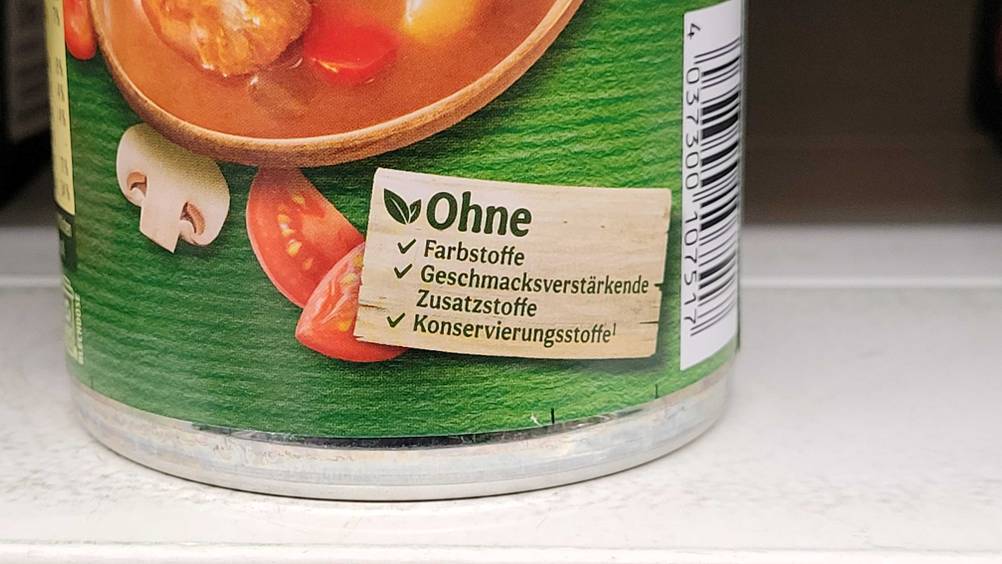 Ohne
Farbstoffe
Geschmacksverstärkende
Zusatzstoffe
Konservierungsstoffe¹
4 037300 107517